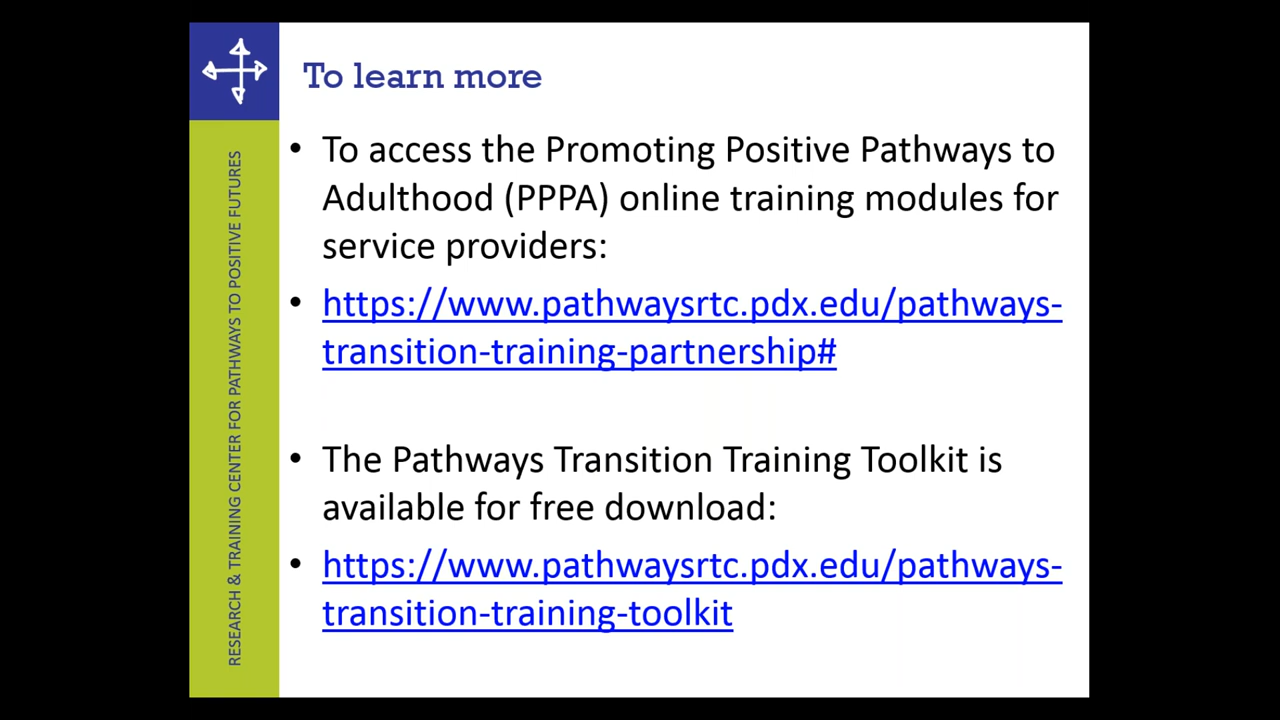 To learn more
• To access the Promoting Positive Pathways to
Adulthood (PPPA) online training modules for
service providers:
• https://www.pathwaysrtc.pdx.edu/pathways-
transition-training-partnership#
• The Pathways Transition Training Toolkit is
available for free download:
• https://www.pathwaysrtc.pdx.edu/pathways-
transition-training-toolkit
RESEARCH & TRAINING CENTER FOR PATHWAYS TO POSITIVE FUTURES